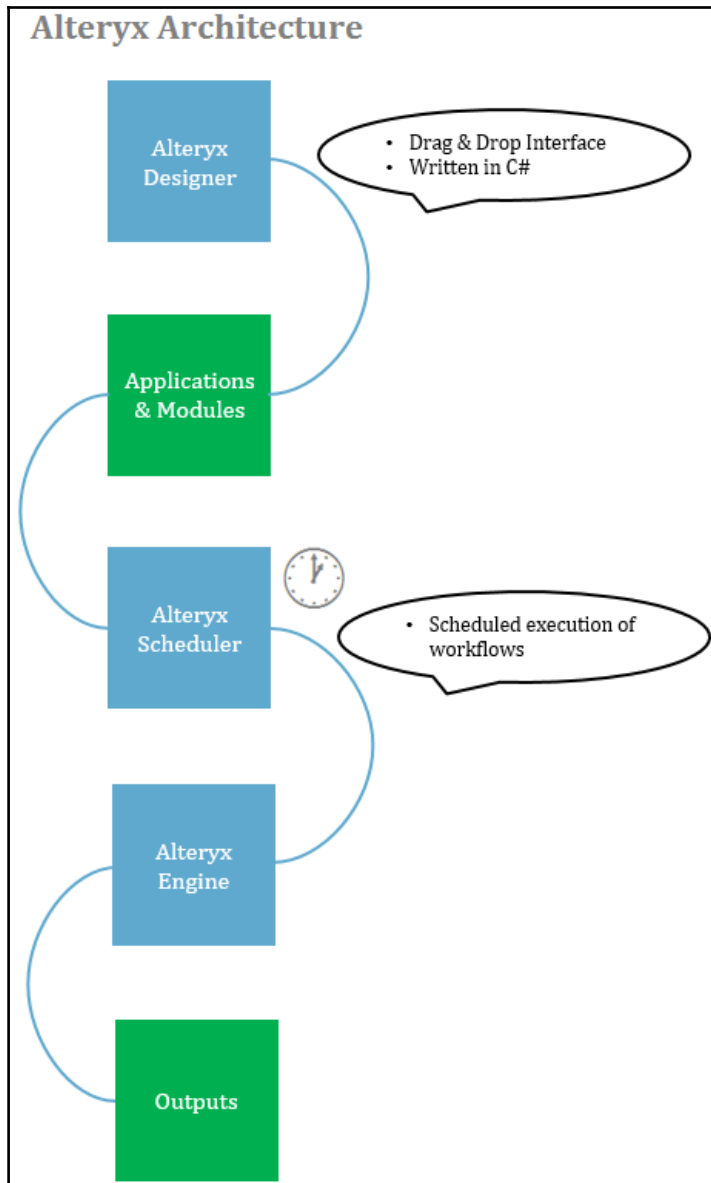 Alteryx Architecture
Alteryx
Designer
• Drag & Drop Interface
• Written in C#
Applications
& Modules
Alteryx
Scheduler
• Scheduled execution of
workflows
Alteryx
Engine
Outputs